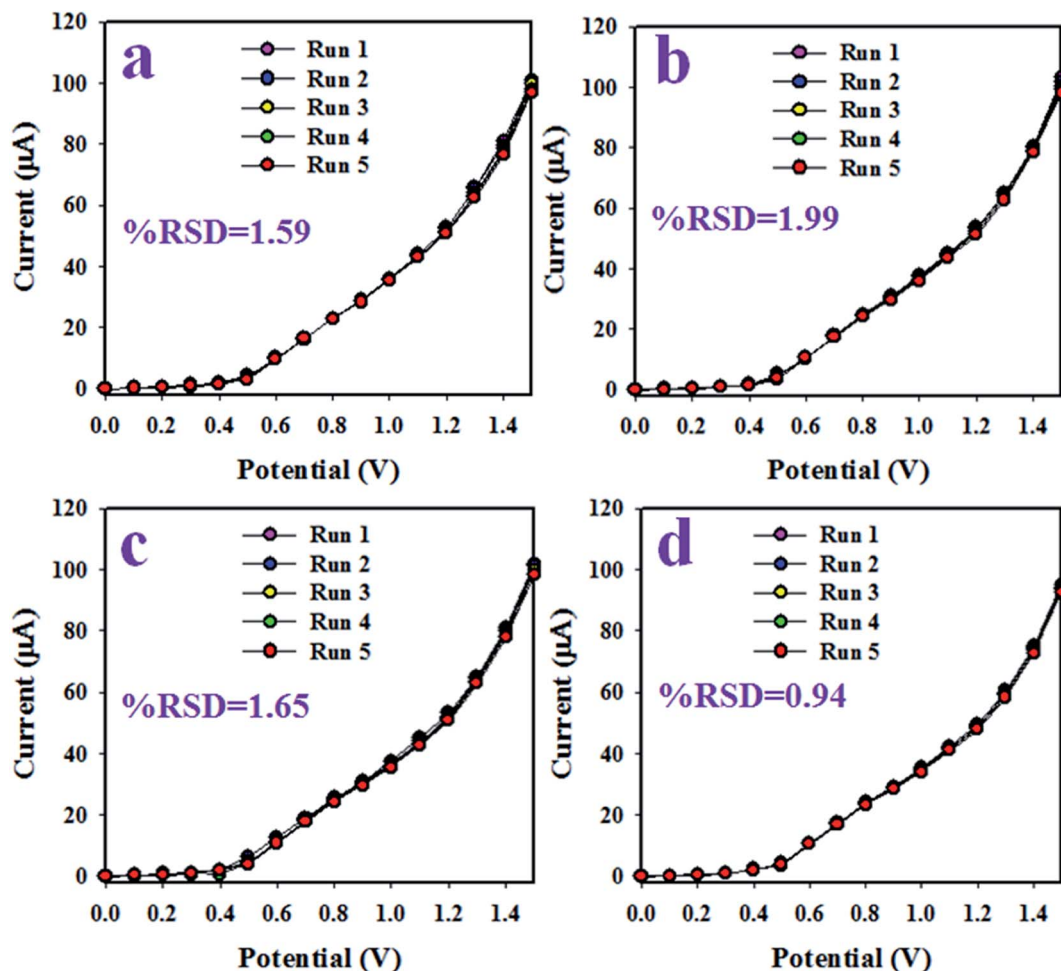 a
Run 1
Run 2
Run 3
Run 4
Run 5
%RSD=1.59
Current (µA)
120
100
80
60
40
20
0
0.0 0.2 0.4 0.6 0.8 1.0 1.2 1.4
Potential (V)
b
Run 1
Run 2
Run 3
Run 4
Run 5
%RSD=1.99
Current (µA)
120
100
80
60
40
20
0
0.0 0.2 0.4 0.6 0.8 1.0 1.2 1.4
Potential (V)
c
Run 1
Run 2
Run 3
Run 4
Run 5
%RSD=1.65
Current (µA)
120
100
80
60
40
20
0
0.0 0.2 0.4 0.6 0.8 1.0 1.2 1.4
Potential (V)
d
Run 1
Run 2
Run 3
Run 4
Run 5
%RSD=0.94
Current (µA)
120
100
80
60
40
20
0
0.0 0.2 0.4 0.6 0.8 1.0 1.2 1.4
Potential (V)